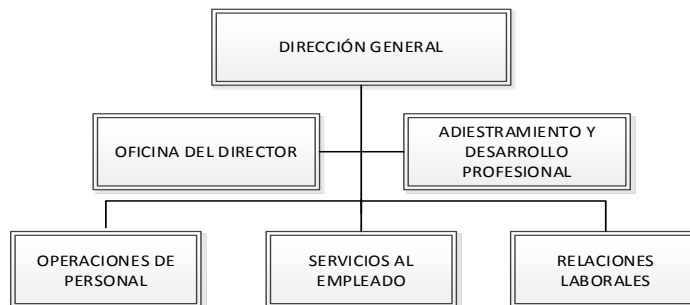 DIRECCIÓN GENERAL
OFICINA DEL DIRECTOR
ADIESTRAMIENTO Y
DESARROLLO
PROFESIONAL
OPERACIONES DE
PERSONAL
SERVICIOS AL
EMPLEADO
RELACIONES
LABORALES